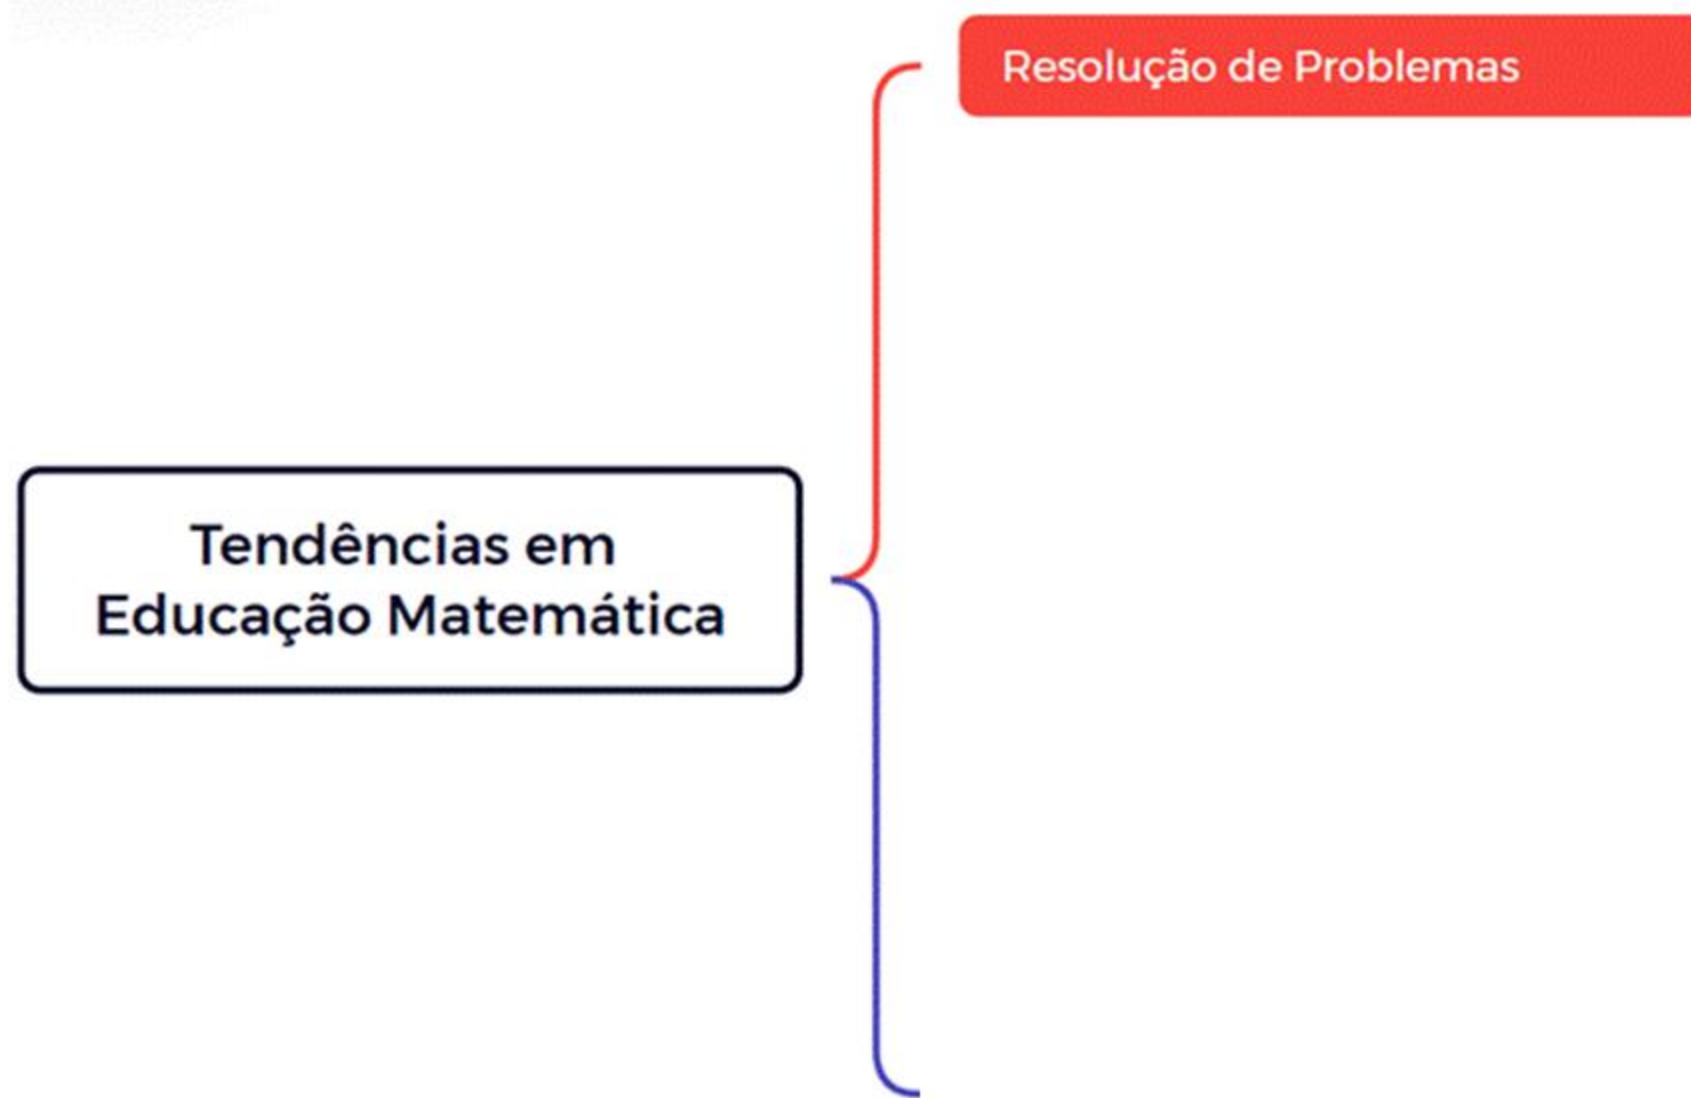 Resolução de Problemas
Tendências em
Educação Matemática